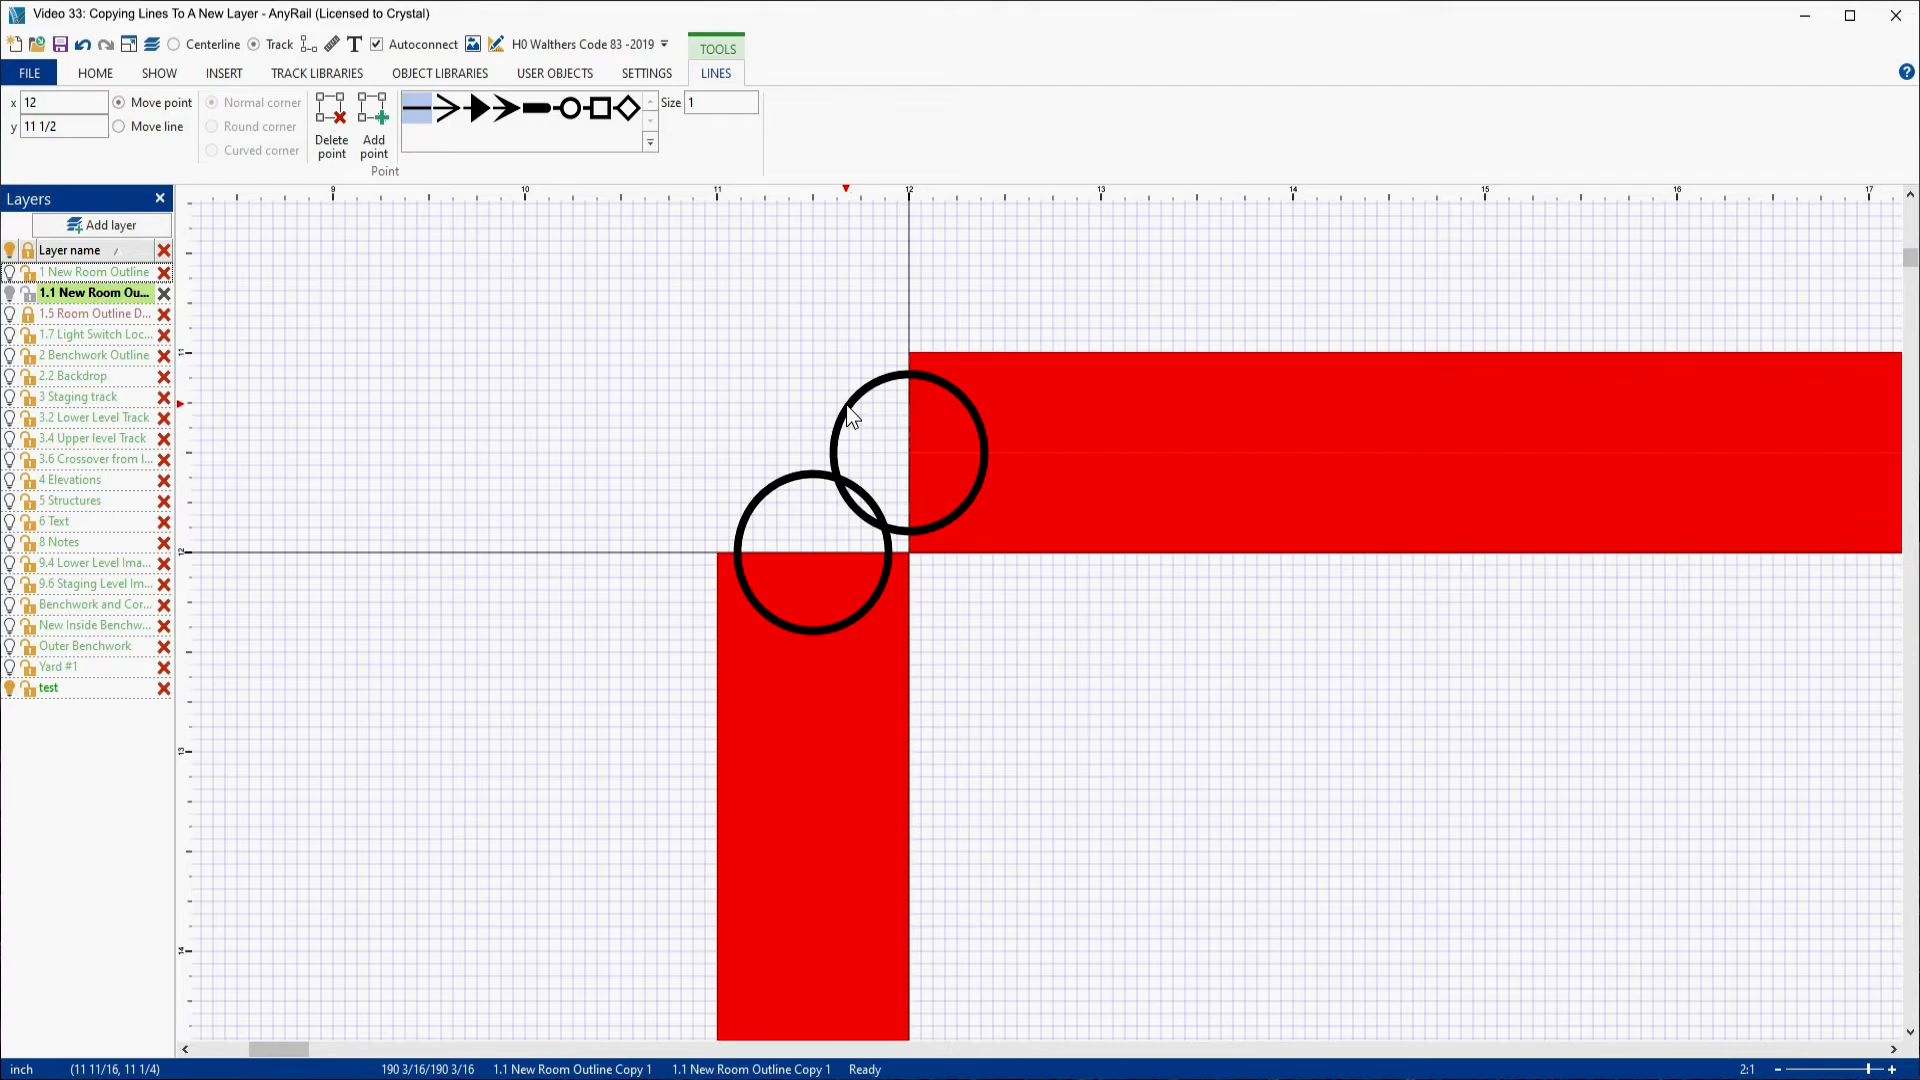 Video 33: Copying Lines To A New Layer - AnyRail (Licensed to Crystal)
Centerline Track T Autoconnect H0 Walthers Code 83 -2019 TOOLS
FILE HOME SHOW INSERT TRACK LIBRARIES OBJECT LIBRARIES USER OBJECTS SETTINGS LINES ?
x 12 Move point Normal corner Size 1
y 11 1/2 Move line Round corner
Curved corner
Delete point
Add point
Point
Layers
Add layer
Layer name
1 New Room Outline
1.1 New Room Ou...
1.5 Room Outline D...
1.7 Light Switch Loc...
2 Benchwork Outline
2.2 Backdrop
3 Staging track
3.2 Lower Level Track
3.4 Upper level Track
3.6 Crossover from l...
4 Elevations
5 Structures
6 Text
8 Notes
9.4 Lower Level Ima...
9.6 Staging Level Im...
Benchwork and Cor...
New Inside Benchw...
Outer Benchwork
Yard #1
test
9 10 11 12 13 14 15 16 17
11
12
13
14
inch (11 11/16, 11 1/4) 190 3/16/190 3/16 1.1 New Room Outline Copy 1 1.1 New Room Outline Copy 1 Ready 2:1